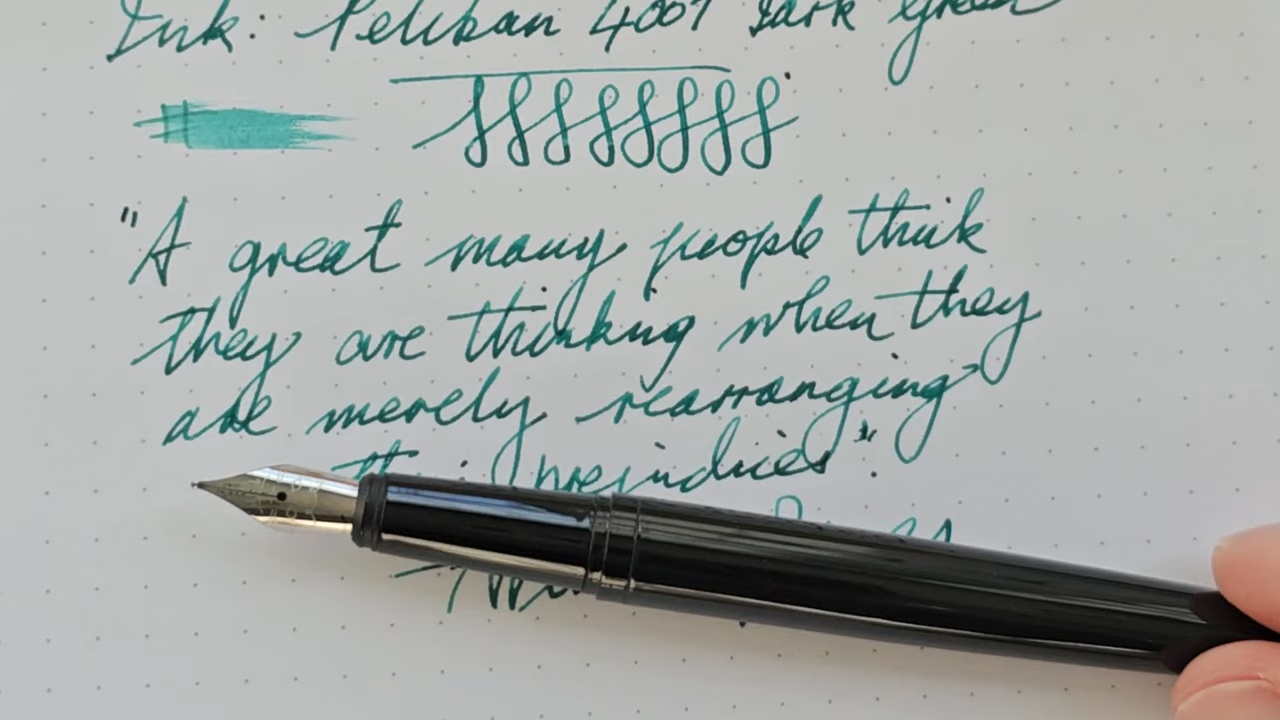 Ink: Pelikan 4001 Dark Green
"A great many people think
they are thinking when they
are merely rearranging
prejudices".